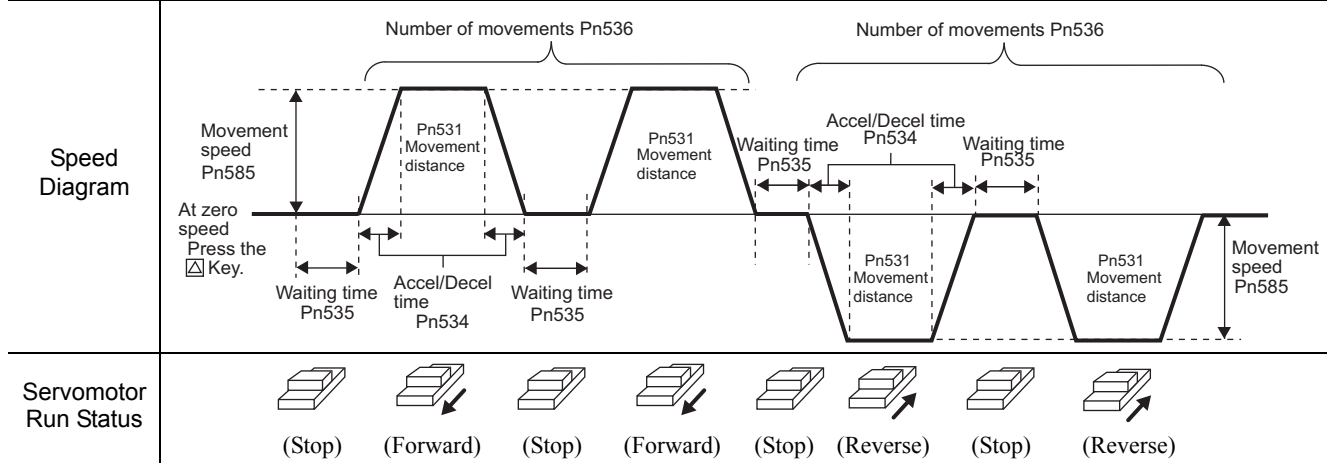 Speed
Diagram
Number of movements Pn536
Number of movements Pn536
Movement
speed
Pn585
Pn531
Movement
distance
Pn531
Movement
distance
Waiting time
Pn535
Accel/Decel time
Pn534
Waiting time
Pn535
At zero
speed
Press the
△ Key.
Waiting time
Pn535
Accel/Decel
time
Pn534
Waiting time
Pn535
Pn531
Movement
distance
Pn531
Movement
distance
Movement
speed
Pn585
Servomotor
Run Status
(Stop)
(Forward)
(Stop)
(Forward)
(Stop)
(Reverse)
(Stop)
(Reverse)